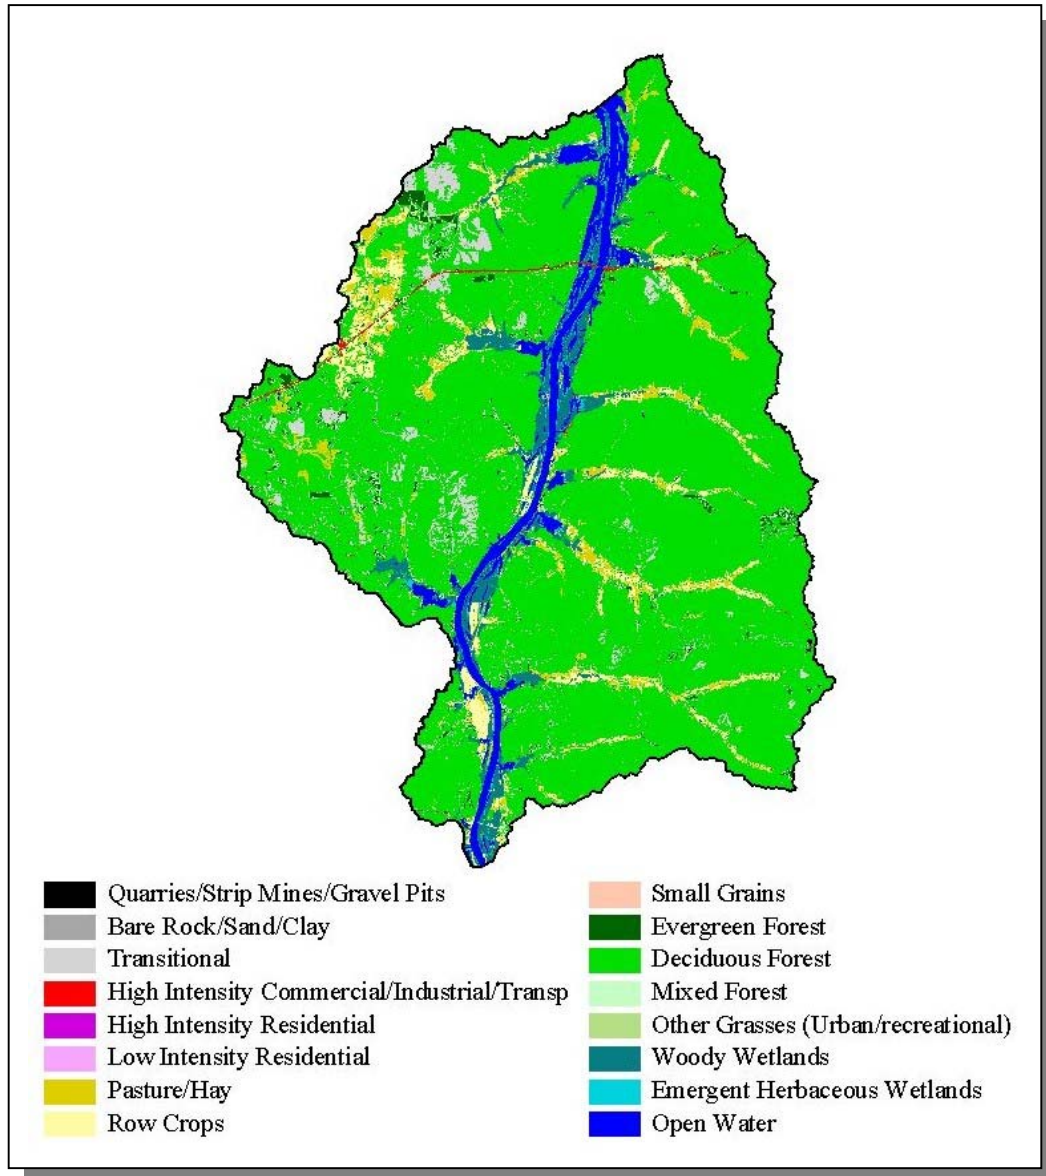 Quarries/Strip Mines/Gravel Pits
Bare Rock/Sand/Clay
Transitional
High Intensity Commercial/Industrial/Transp
High Intensity Residential
Low Intensity Residential
Pasture/Hay
Row Crops
Small Grains
Evergreen Forest
Deciduous Forest
Mixed Forest
Other Grasses (Urban/recreational)
Woody Wetlands
Emergent Herbaceous Wetlands
Open Water